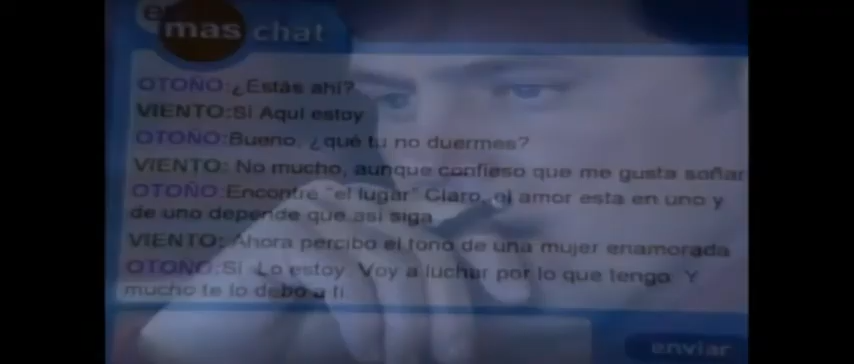 en
mas chat
OTOÑO:¿Estás ahí?
VIENTO:Sí Aquí estoy
OTOÑO:Bueno, ¿qué tu no duermes?
VIENTO: No mucho, aunque confieso que me gusta soñar
OTOÑO:Encontré "el lugar" Claro, el amor esta en uno y
de uno depende que así siga
VIENTO: Ahora percibo el tono de una mujer enamorada
OTOÑO:Sí Lo estoy Voy a luchar por lo que tengo. Y
mucho te lo debo a ti
enviar